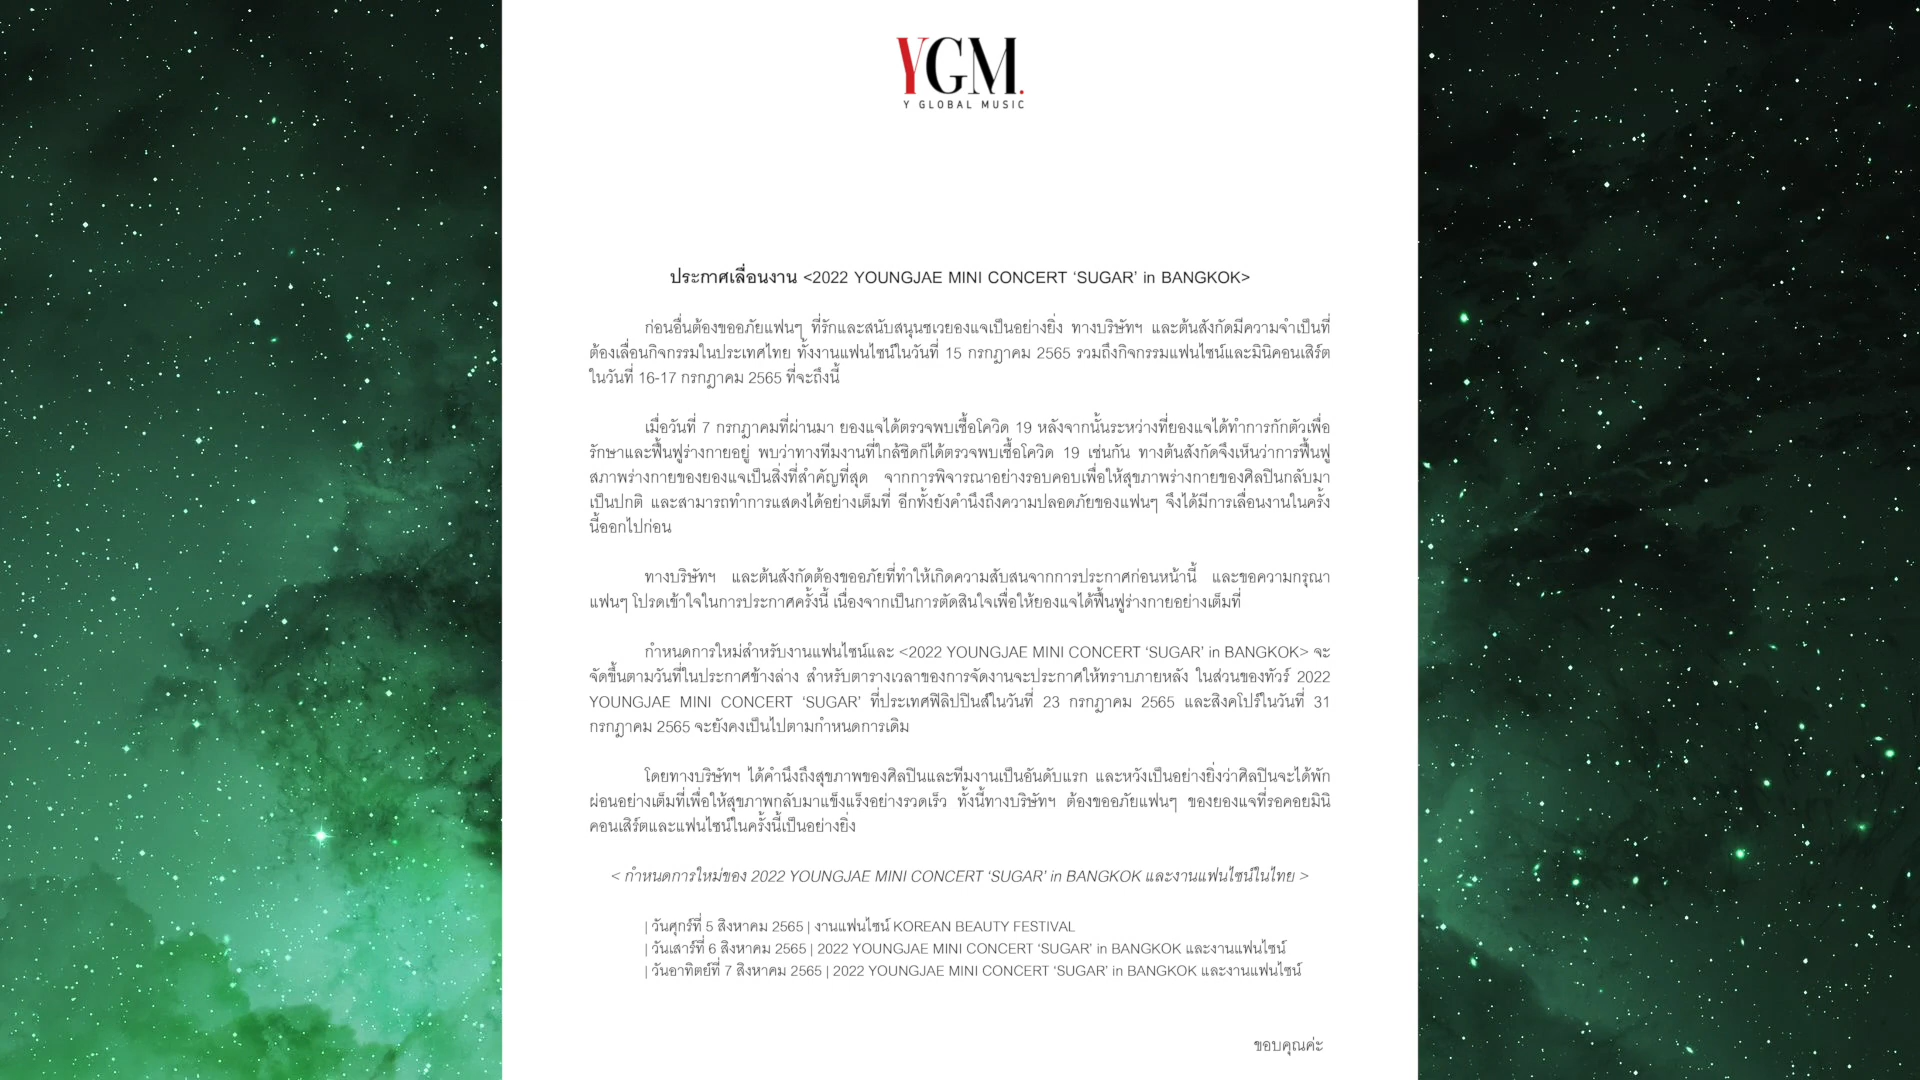 YGM.
Y GLOBAL MUSIC
ประกาศเลื่อนงาน <2022 YOUNGJAE MINI CONCERT ‘SUGAR’ in BANGKOK>
ก่อนอื่นต้องขออภัยแฟนๆ ที่รักและสนับสนุนชเวยองแจเป็นอย่างยิ่ง ทางบริษัทฯ และต้นสังกัดมีความจำเป็นที่
ต้องเลื่อนกิจกรรมในประเทศไทย ทั้งงานแฟนไซน์ในวันที่ 15 กรกฎาคม 2565 รวมถึงกิจกรรมแฟนไซน์และมินิคอนเสิร์ต
ในวันที่ 16-17 กรกฎาคม 2565 ที่จะถึงนี้
เมื่อวันที่ 7 กรกฎาคมที่ผ่านมา ยองแจได้ตรวจพบเชื้อโควิด 19 หลังจากนั้นระหว่างที่ยองแจได้ทำการกักตัวเพื่อ
รักษาและฟื้นฟูร่างกายอยู่ พบว่าทางทีมงานที่ใกล้ชิดก็ได้ตรวจพบเชื้อโควิด 19 เช่นกัน ทางต้นสังกัดจึงเห็นว่าการฟื้นฟู
สภาพร่างกายของยองแจเป็นสิ่งที่สำคัญที่สุด จากการพิจารณาอย่างรอบคอบเพื่อให้สุขภาพร่างกายของศิลปินกลับมา
เป็นปกติ และสามารถทำการแสดงได้อย่างเต็มที่ อีกทั้งยังคำนึงถึงความปลอดภัยของแฟนๆ จึงได้มีการเลื่อนงานในครั้ง
นี้ออกไปก่อน
ทางบริษัทฯ และต้นสังกัดต้องขออภัยที่ทำให้เกิดความสับสนจากการประกาศก่อนหน้านี้ และขอความกรุณา
แฟนๆ โปรดเข้าใจในการประกาศครั้งนี้ เนื่องจากเป็นการตัดสินใจเพื่อให้ยองแจได้ฟื้นฟูร่างกายอย่างเต็มที่
กำหนดการใหม่สำหรับงานแฟนไซน์และ <2022 YOUNGJAE MINI CONCERT ‘SUGAR’ in BANGKOK> จะ
จัดขึ้นตามวันที่ในประกาศข้างล่าง สำหรับตารางเวลาของการจัดงานจะประกาศให้ทราบภายหลัง ในส่วนของทัวร์ 2022
YOUNGJAE MINI CONCERT ‘SUGAR’ ที่ประเทศฟิลิปปินส์ในวันที่ 23 กรกฎาคม 2565 และสิงคโปร์ในวันที่ 31
กรกฎาคม 2565 จะยังคงเป็นไปตามกำหนดการเดิม
โดยทางบริษัทฯ ได้คำนึงถึงสุขภาพของศิลปินและทีมงานเป็นอันดับแรก และหวังเป็นอย่างยิ่งว่าศิลปินจะได้พัก
ผ่อนอย่างเต็มที่เพื่อให้สุขภาพกลับมาแข็งแร็งอย่างรวดเร็ว ทั้งนี้ทางบริษัทฯ ต้องขออภัยแฟนๆ ของยองแจที่รอคอยมินิ
คอนเสิร์ตและแฟนไซน์ในครั้งนี้เป็นอย่างยิ่ง
< กำหนดการใหม่ของ 2022 YOUNGJAE MINI CONCERT ‘SUGAR’ in BANGKOK และงานแฟนไซน์ในไทย >
| วันศุกร์ที่ 5 สิงหาคม 2565 | งานแฟนไซน์ KOREAN BEAUTY FESTIVAL
| วันเสาร์ที่ 6 สิงหาคม 2565 | 2022 YOUNGJAE MINI CONCERT ‘SUGAR’ in BANGKOK และงานแฟนไซน์
| วันอาทิตย์ที่ 7 สิงหาคม 2565 | 2022 YOUNGJAE MINI CONCERT ‘SUGAR’ in BANGKOK และงานแฟนไซน์
ขอบคุณค่ะ